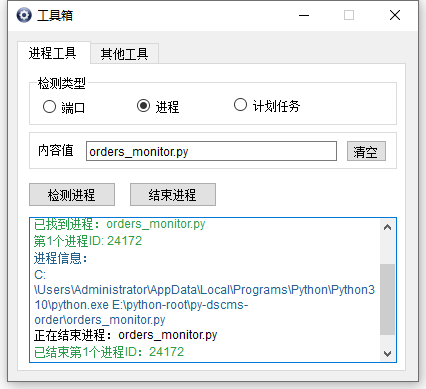 工具箱
进程工具 其他工具
检测类型
端口 进程 计划任务
内容值 orders_monitor.py 清空
检测进程 结束进程
已找到进程：orders_monitor.py
第1个进程ID: 24172
进程信息：
C:
\Users\Administrator\AppData\Local\Programs\Python\Python3
10\python.exe E:\python-root\py-dscms-
order\orders_monitor.py
正在结束进程：orders_monitor.py
已结束第1个进程ID：24172